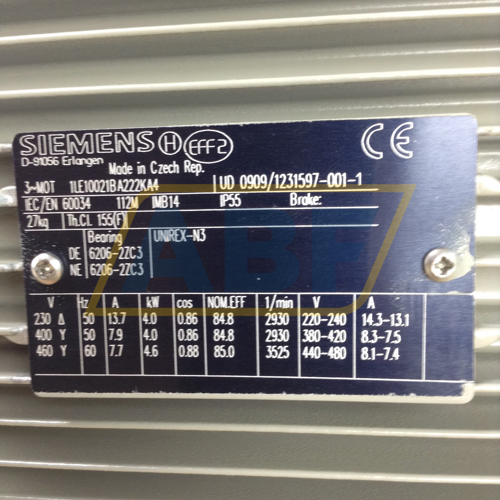 SIEMENS H EFF2 CE
D-91056 Erlangen
Made in Czech Rep.
3~MOT 1LE10021BA222KA4 UD 0909/1231597-001-1
IEC/EN 60034 112M IMB14 IP55 Brake:
27kg Th.Cl. 155(F)
Bearing UNIREX-N3
DE 6206-2ZC3
NE 6206-2ZC3
V Hz A kW cos NOM.EFF 1/min V A
230 Δ 50 13.7 4.0 0.86 84.8 2930 220-240 14.3-13.1
400 Y 50 7.9 4.0 0.86 84.8 2930 380-420 8.3-7.5
460 Y 60 7.7 4.6 0.88 85.0 3525 440-480 8.1-7.4
ABF